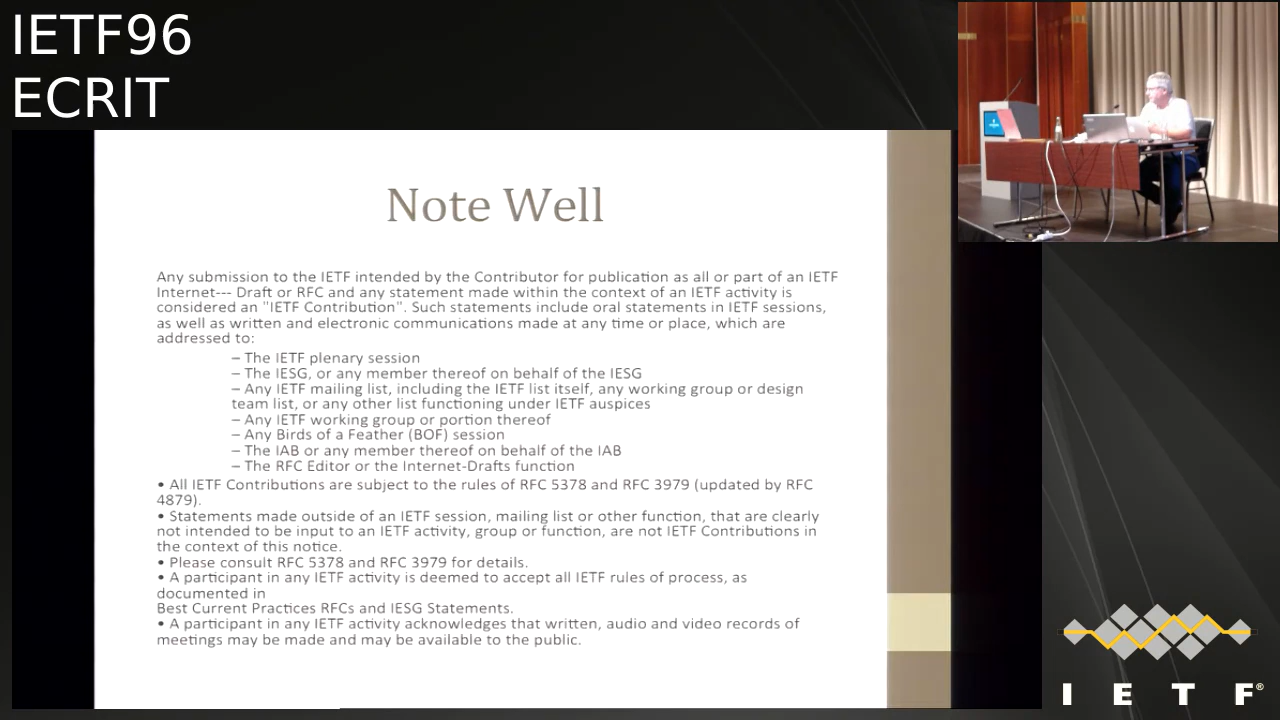 IETF96
ECRIT
Note Well
Any submission to the IETF intended by the Contributor for publication as all or part of an IETF
Internet--- Draft or RFC and any statement made within the context of an IETF activity is
considered an "IETF Contribution". Such statements include oral statements in IETF sessions,
as well as written and electronic communications made at any time or place, which are
addressed to:
– The IETF plenary session
– The IESG, or any member thereof on behalf of the IESG
– Any IETF mailing list, including the IETF list itself, any working group or design
team list, or any other list functioning under IETF auspices
– Any IETF working group or portion thereof
– Any Birds of a Feather (BOF) session
– The IAB or any member thereof on behalf of the IAB
– The RFC Editor or the Internet-Drafts function
• All IETF Contributions are subject to the rules of RFC 5378 and RFC 3979 (updated by RFC
4879).
• Statements made outside of an IETF session, mailing list or other function, that are clearly
not intended to be input to an IETF activity, group or function, are not IETF Contributions in
the context of this notice.
• Please consult RFC 5378 and RFC 3979 for details.
• A participant in any IETF activity is deemed to accept all IETF rules of process, as
documented in
Best Current Practices RFCs and IESG Statements.
• A participant in any IETF activity acknowledges that written, audio and video records of
meetings may be made and may be available to the public.
I E T F®